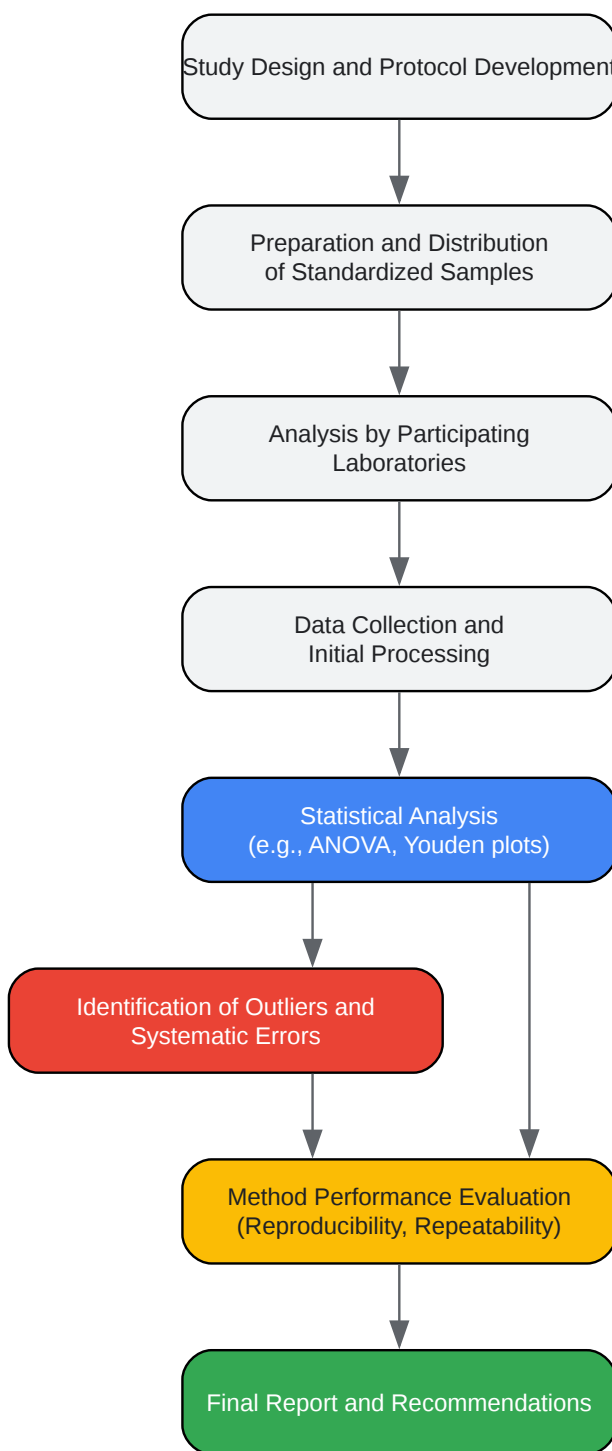 Study Design and Protocol Development
Preparation and Distribution
of Standardized Samples
Analysis by Participating
Laboratories
Data Collection and
Initial Processing
Statistical Analysis
(e.g., ANOVA, Youden plots)
Identification of Outliers and
Systematic Errors
Method Performance Evaluation
(Reproducibility, Repeatability)
Final Report and Recommendations